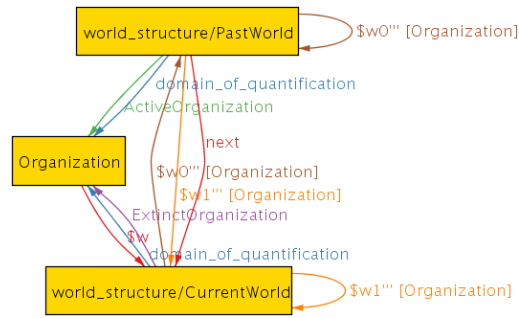 world_structure/PastWorld
$w0''' [Organization]
domain_of_quantification
ActiveOrganization
next
Organization
$w0''' [Organization]
$w1''' [Organization]
ExtinctOrganization
$w
domain_of_quantification
world_structure/CurrentWorld
$w1''' [Organization]